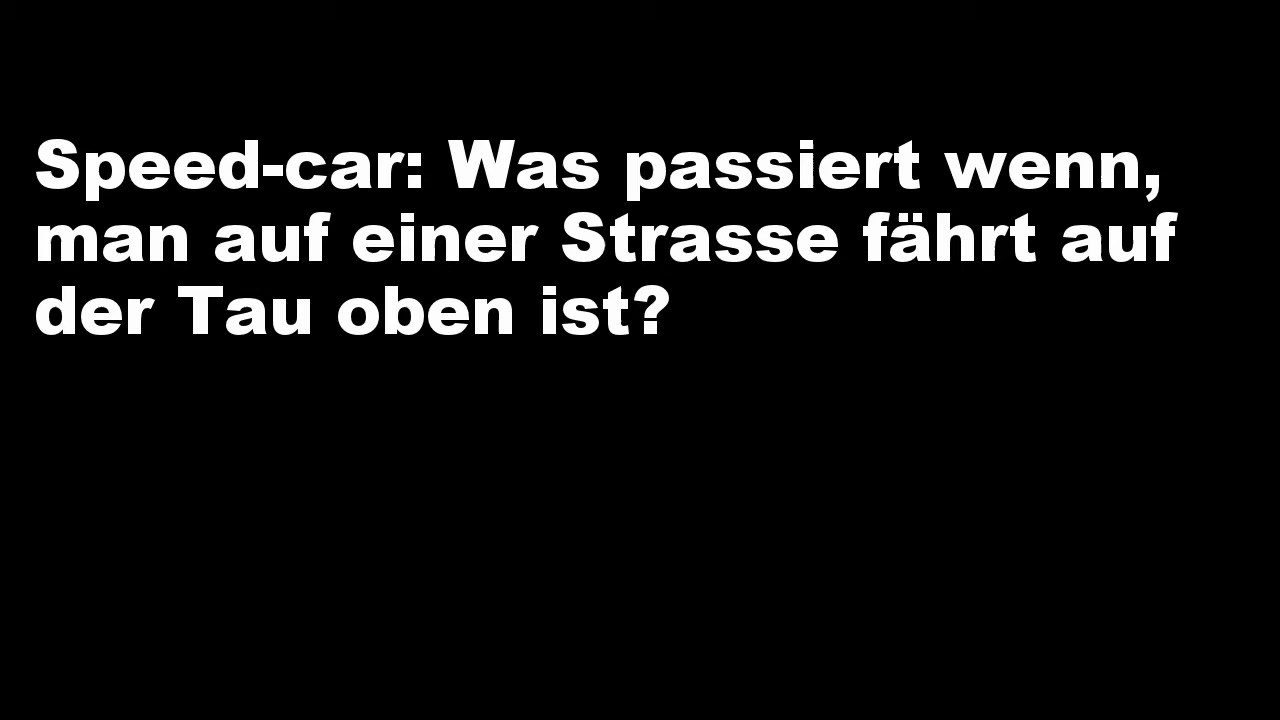 Speed-car: Was passiert wenn,
man auf einer Strasse fährt auf
der Tau oben ist?